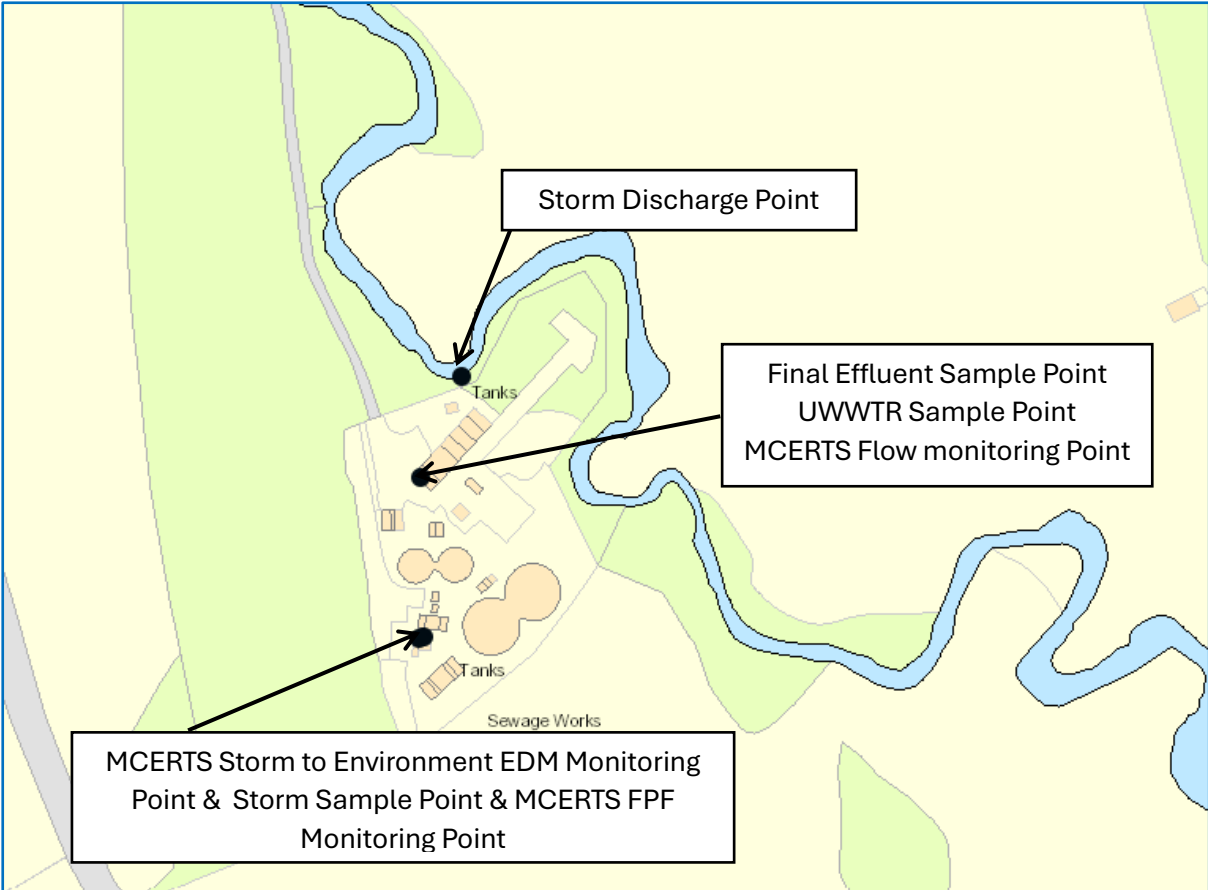 Storm Discharge Point
Final Effluent Sample Point
UWWTR Sample Point
MCERTS Flow monitoring Point
Tanks
Tanks
Sewage Works
MCERTS Storm to Environment EDM Monitoring
Point & Storm Sample Point & MCERTS FPF
Monitoring Point